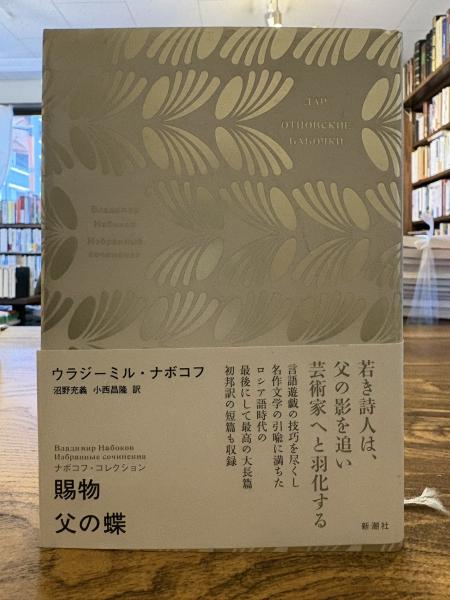 ДАР
ОТЦОВСКИЕ
БАБОЧКИ
Владимир
Набоков
Избранные
сочинения
ウラジーミル・ナボコフ
沼野充義 小西昌隆 訳
Владимир Набоков
Избранные сочинения
ナボコフ・コレクション
賜物
父の蝶
若き詩人は、
父の影を追い
芸術家へと羽化する
言語遊戯の技巧を尽くし
名作文学の引喩に満ちた
ロシア語時代の
最後にして最高の大長篇
初邦訳の短篇も収録
新潮社